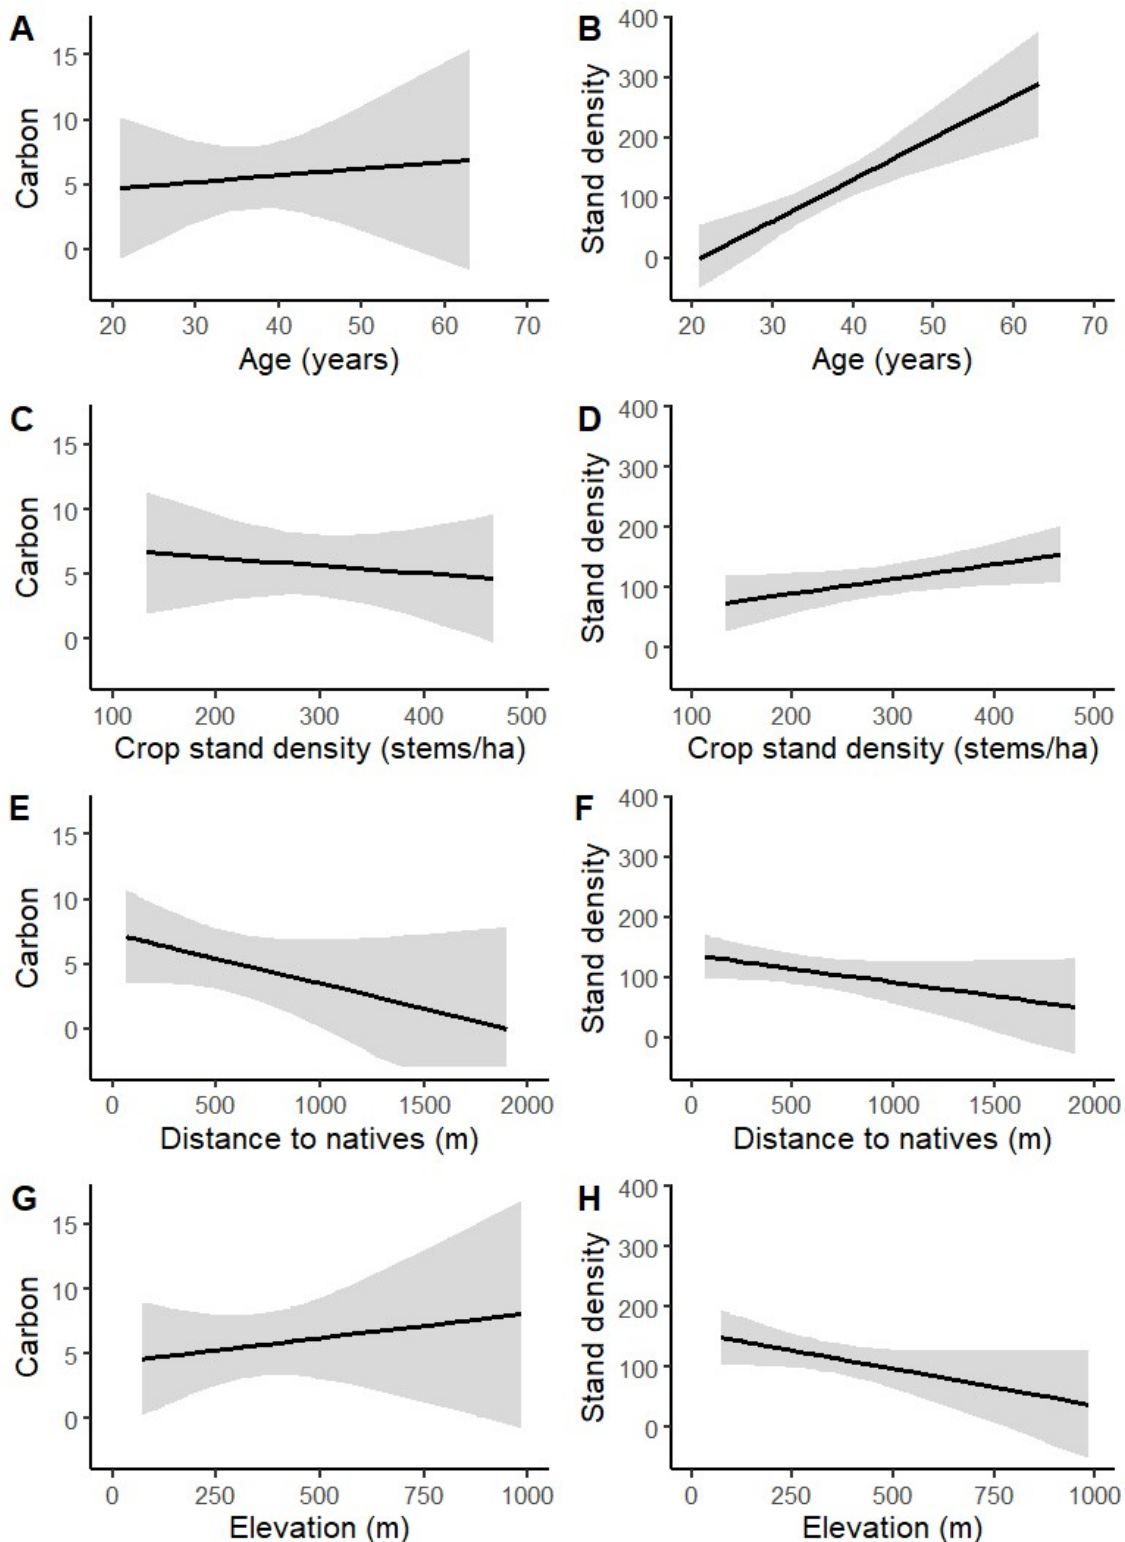 A
B
Carbon
15
10
5
0
20 30 40 50 60 70
Age (years)
Stand density
400
300
200
100
0
20 30 40 50 60 70
Age (years)
C
D
Carbon
15
10
5
0
100 200 300 400 500
Crop stand density (stems/ha)
Stand density
400
300
200
100
0
100 200 300 400 500
Crop stand density (stems/ha)
E
F
Carbon
15
10
5
0
0 500 1000 1500 2000
Distance to natives (m)
Stand density
400
300
200
100
0
0 500 1000 1500 2000
Distance to natives (m)
G
H
Carbon
15
10
5
0
0 250 500 750 1000
Elevation (m)
Stand density
400
300
200
100
0
0 250 500 750 1000
Elevation (m)